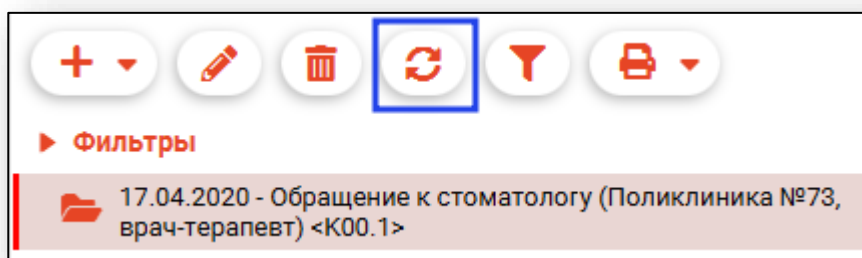 Фильтры
17.04.2020 - Обращение к стоматологу (Поликлиника №73,
врач-терапевт) <K00.1>